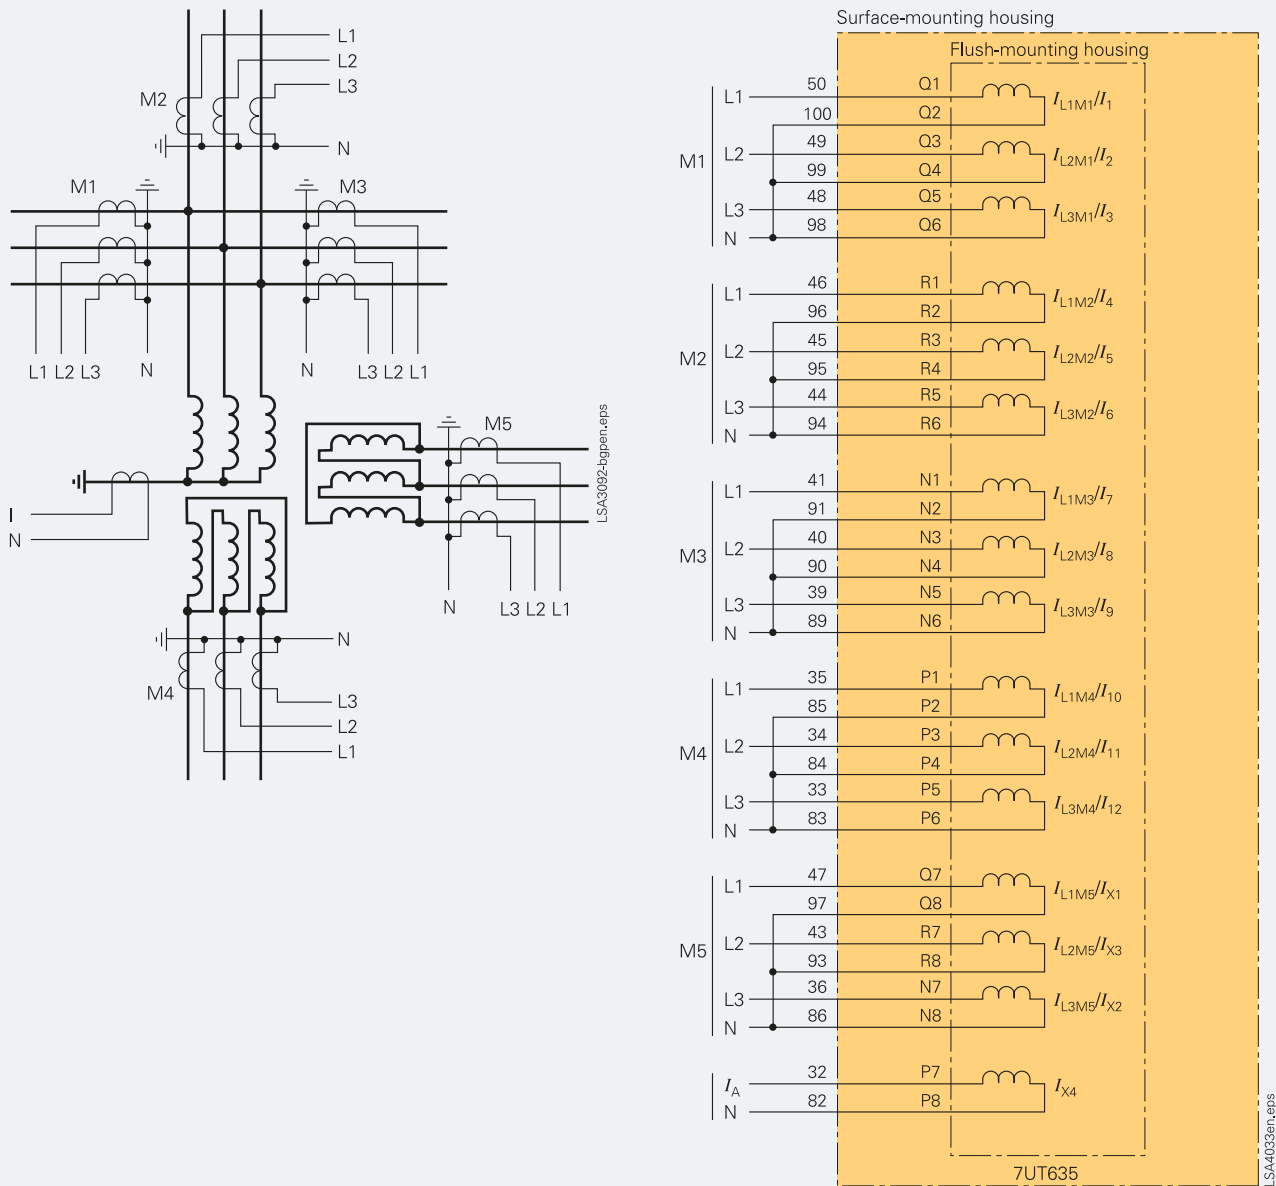 L1
L2
L3
M2
N
M1
M3
L1 L2 L3 N
N L3 L2 L1
M5
LSA3092-bgpen.eps
I
N
N L3 L2 L1
N
M4
L3
L2
L1
Surface-mounting housing
Flush-mounting housing
M1
L1 50 Q1 I_L1M1/I_1
100 Q2
L2 49 Q3 I_L2M1/I_2
99 Q4
L3 48 Q5 I_L3M1/I_3
N 98 Q6
M2
L1 46 R1 I_L1M2/I_4
96 R2
L2 45 R3 I_L2M2/I_5
95 R4
L3 44 R5 I_L3M2/I_6
N 94 R6
M3
L1 41 N1 I_L1M3/I_7
91 N2
L2 40 N3 I_L2M3/I_8
90 N4
L3 39 N5 I_L3M3/I_9
N 89 N6
M4
L1 35 P1 I_L1M4/I_10
85 P2
L2 34 P3 I_L2M4/I_11
84 P4
L3 33 P5 I_L3M4/I_12
N 83 P6
M5
L1 47 Q7 I_L1M5/I_X1
97 Q8
L2 43 R7 I_L2M5/I_X3
93 R8
L3 36 N7 I_L3M5/I_X2
N 86 N8
I_A 32 P7 I_X4
N 82 P8
7UT635
LSA4033en.eps